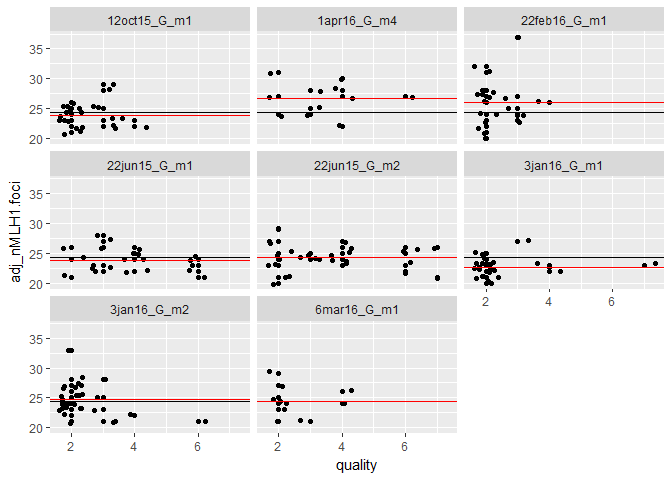 12oct15_G_m1 1apr16_G_m4 22feb16_G_m1
35
30
25
20
22jun15_G_m1 22jun15_G_m2 3jan16_G_m1
adj_nMLH1.foci
35
30
25
20
2 4 6
3jan16_G_m2 6mar16_G_m1
35
30
25
20
2 4 6 2 4 6
quality